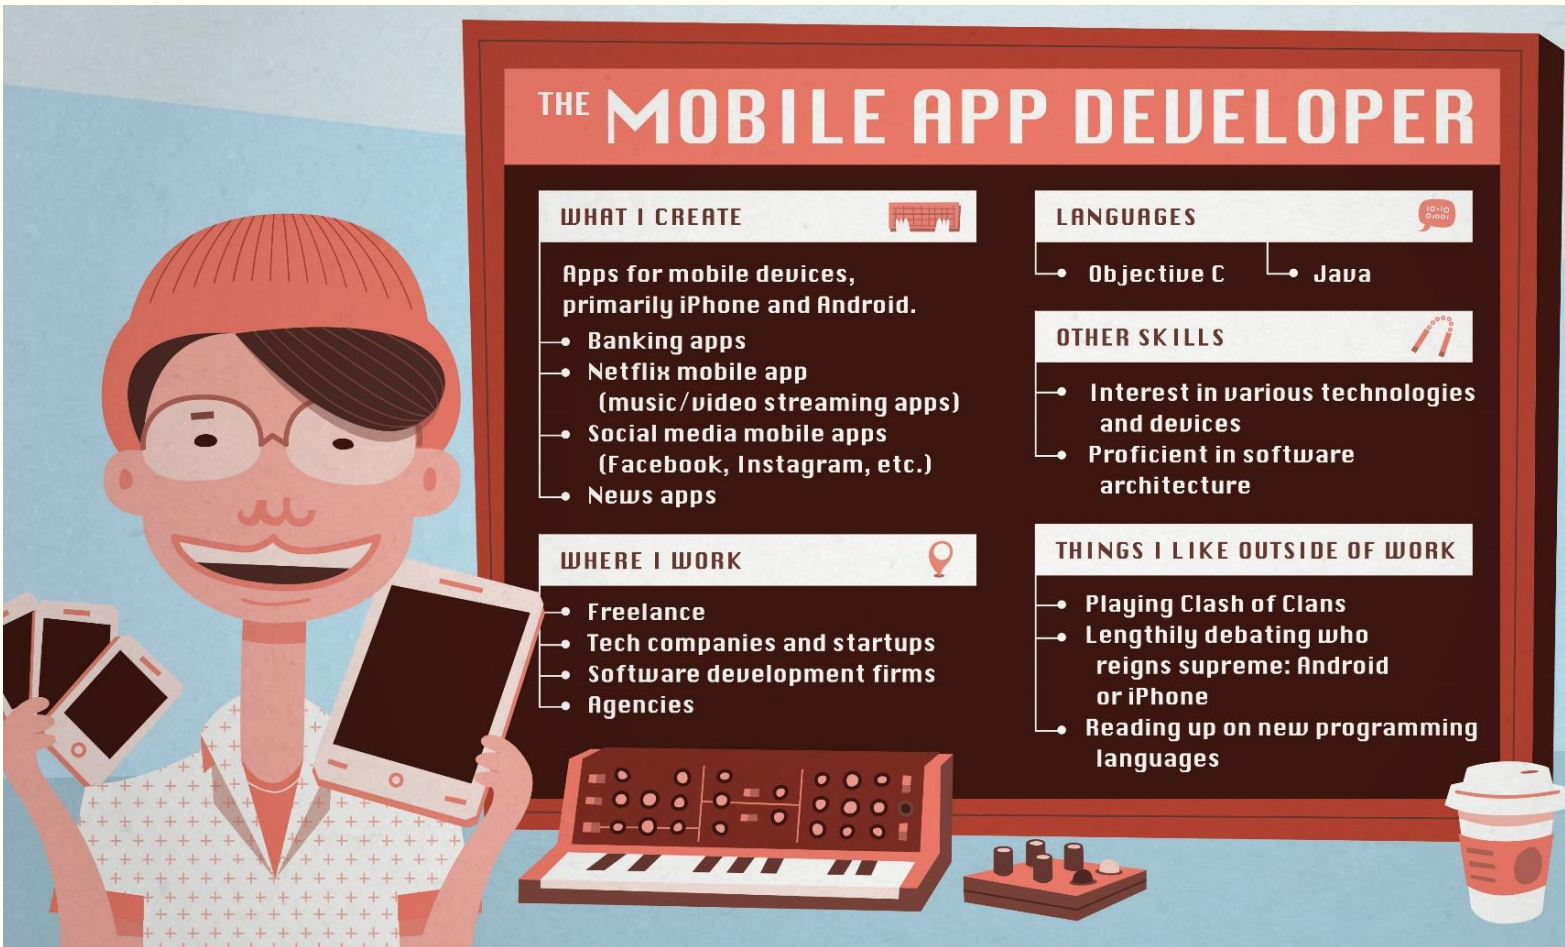 THE MOBILE APP DEVELOPER
WHAT I CREATE
Apps for mobile devices,
primarily iPhone and Android.
Banking apps
Netflix mobile app
(music/video streaming apps)
Social media mobile apps
(Facebook, Instagram, etc.)
News apps
WHERE I WORK
Freelance
Tech companies and startups
Software development firms
Agencies
LANGUAGES
10110
01001
Objective C
Java
OTHER SKILLS
Interest in various technologies
and devices
Proficient in software
architecture
THINGS I LIKE OUTSIDE OF WORK
Playing Clash of Clans
Lengthily debating who
reigns supreme: Android
or iPhone
Reading up on new programming
languages